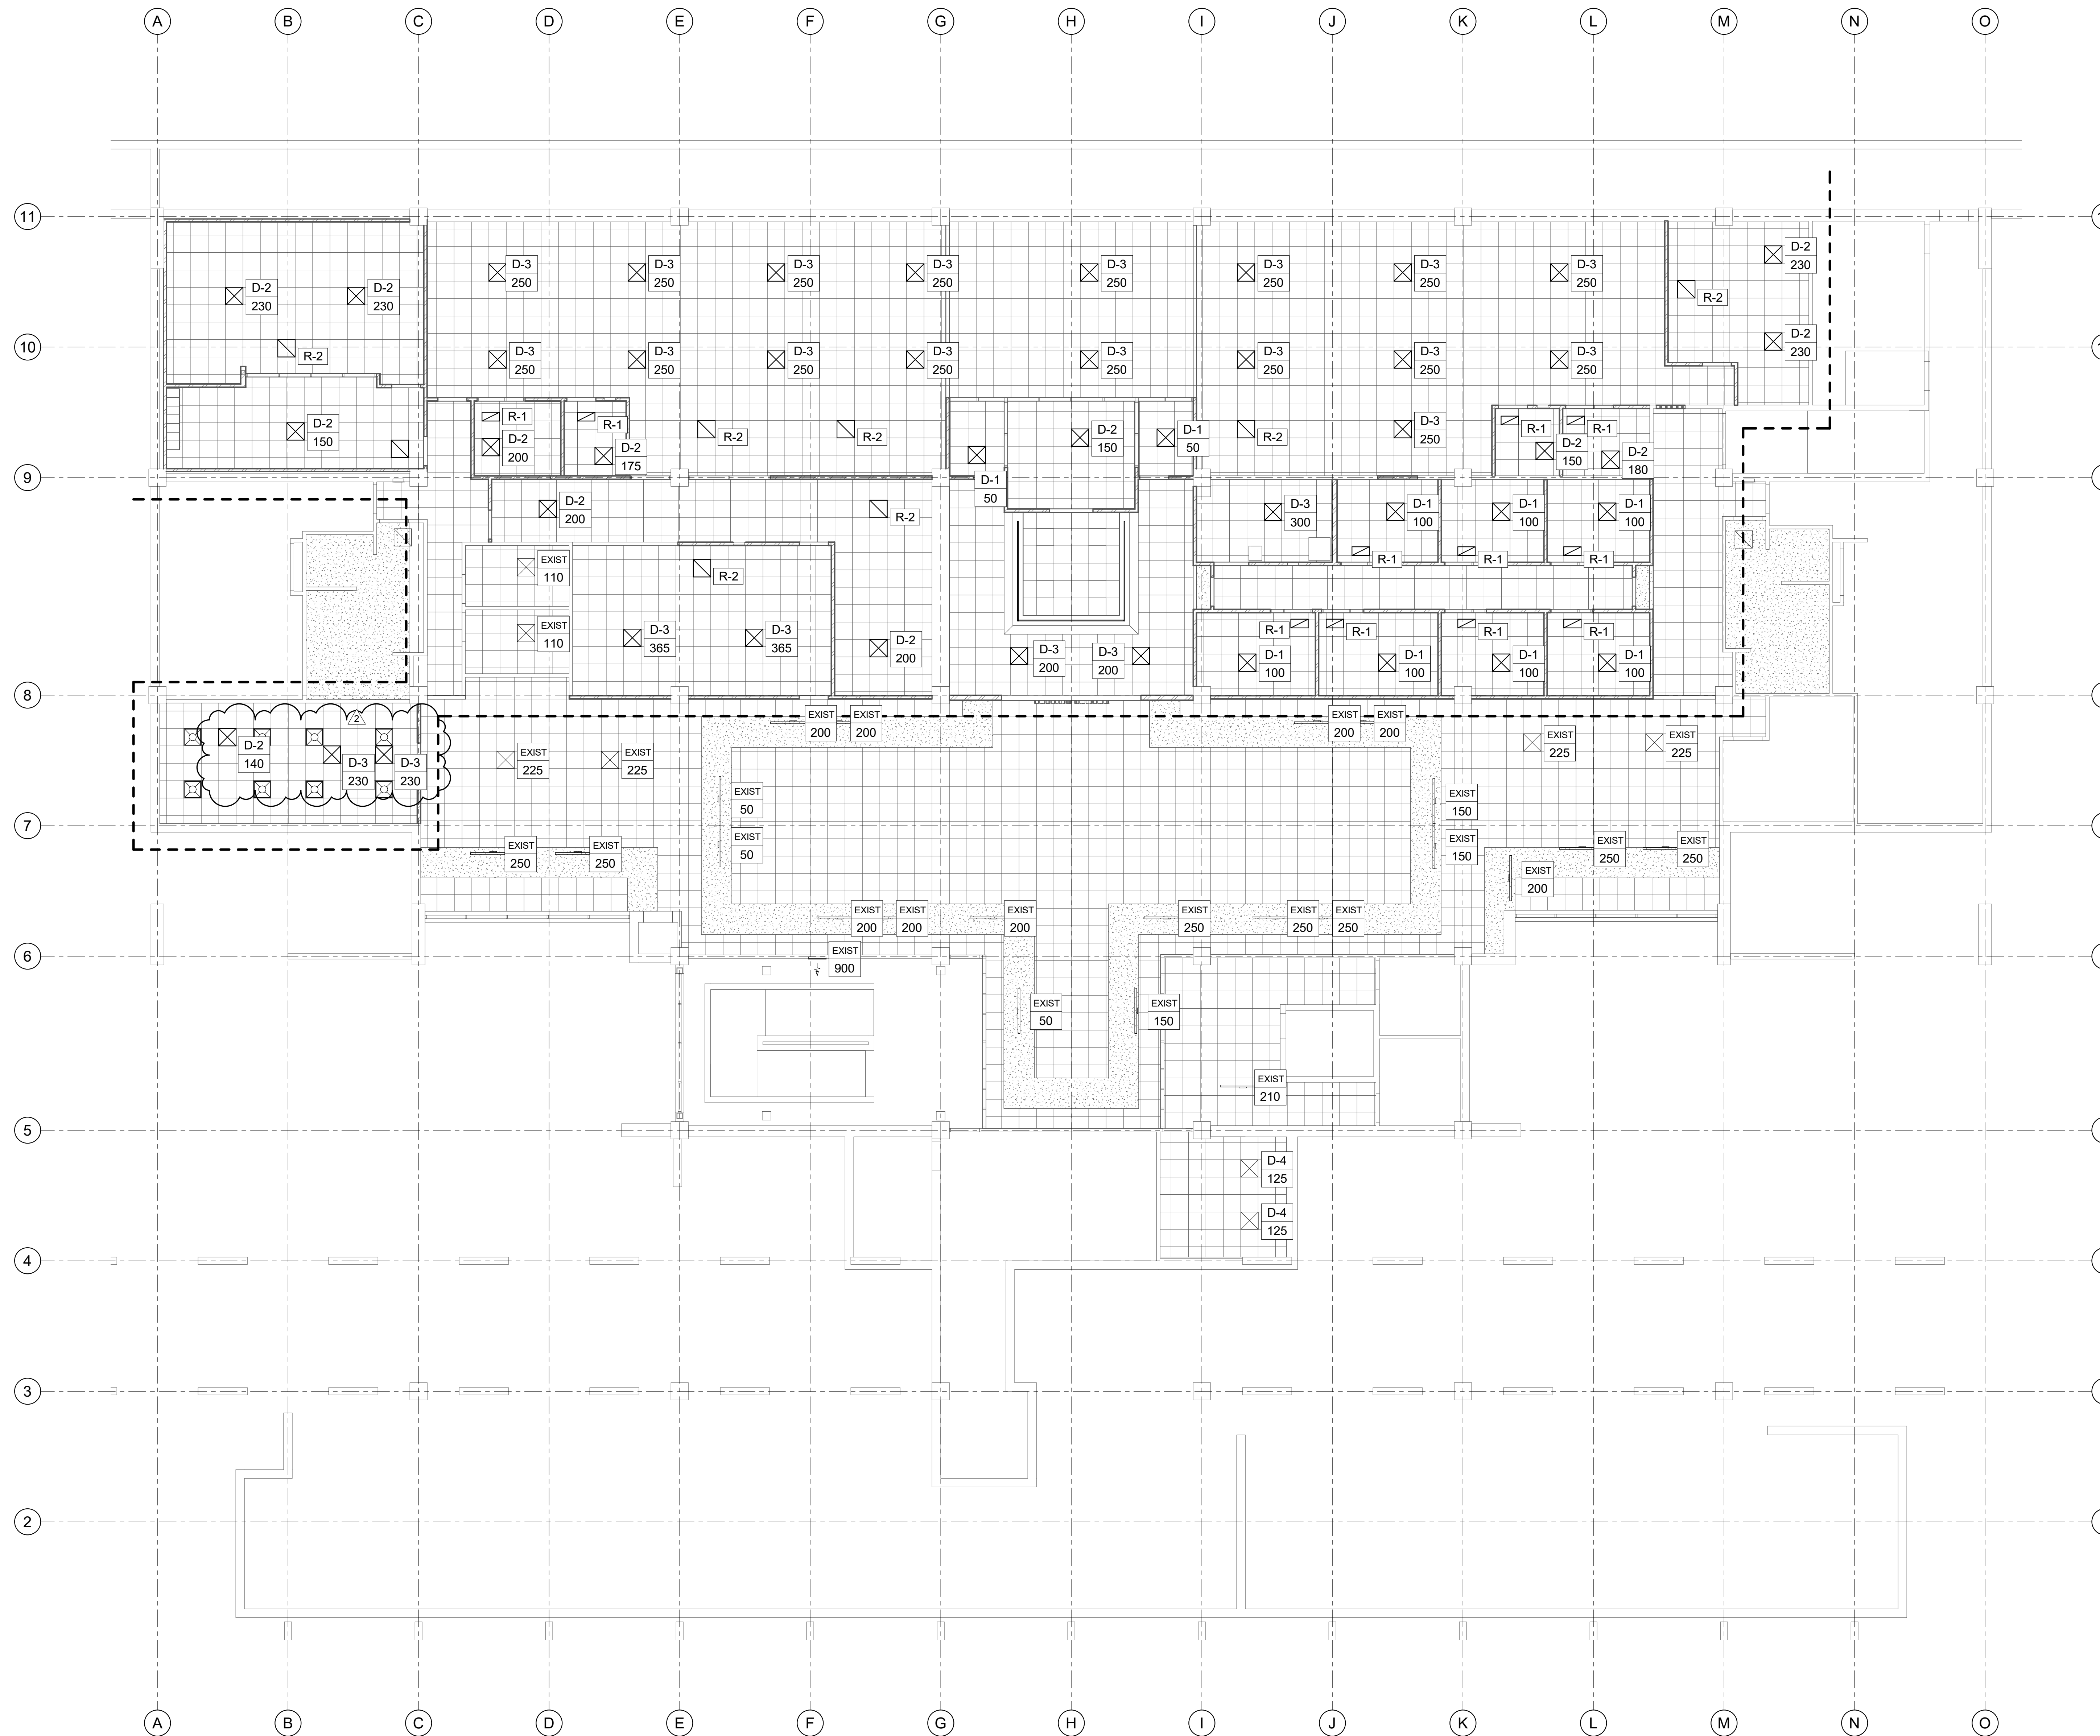 A B C D E F G H I J K L M N O
11
1
D-3 D-3 D-3 D-3 D-3 D-3 D-3 D-3 D-2
250 250 250 250 250 250 250 250 230
D-2 D-2
230 230
R-2
10
1
R-2
D-3 D-3 D-3 D-3 D-3 D-3 D-3 D-3 D-2
250 250 250 250 250 250 250 250 230
R-1 R-1
D-2
150
D-2
200
D-2
175
R-2 R-2
D-2
150
D-1
50
R-2
D-3
250
R-1 R-1
D-2
150
D-2
180
9
D-1
50
D-2
200
R-2
D-3
300
D-1 D-1 D-1
100 100 100
R-1 R-1 R-1
EXIST
110
R-2
EXIST
110
D-3 D-3
365 365
D-2
200
D-3 D-3
200 200
R-1 R-1 R-1 R-1
D-1 D-1 D-1 D-1
100 100 100 100
8
2
EXIST EXIST EXIST EXIST
200 200 200 200
D-2
140
D-3 D-3
230 230
EXIST EXIST
225 225
EXIST EXIST
225 225
EXIST
50
EXIST
150
7
EXIST
50
EXIST
150
EXIST EXIST
250 250
EXIST EXIST
250 250
EXIST
200
EXIST EXIST EXIST EXIST EXIST EXIST
200 200 200 250 250 250
6
EXIST
900
EXIST EXIST
50 150
EXIST
210
5
D-4
125
D-4
125
4
3
2
A B C D E F G H I J K L M N O